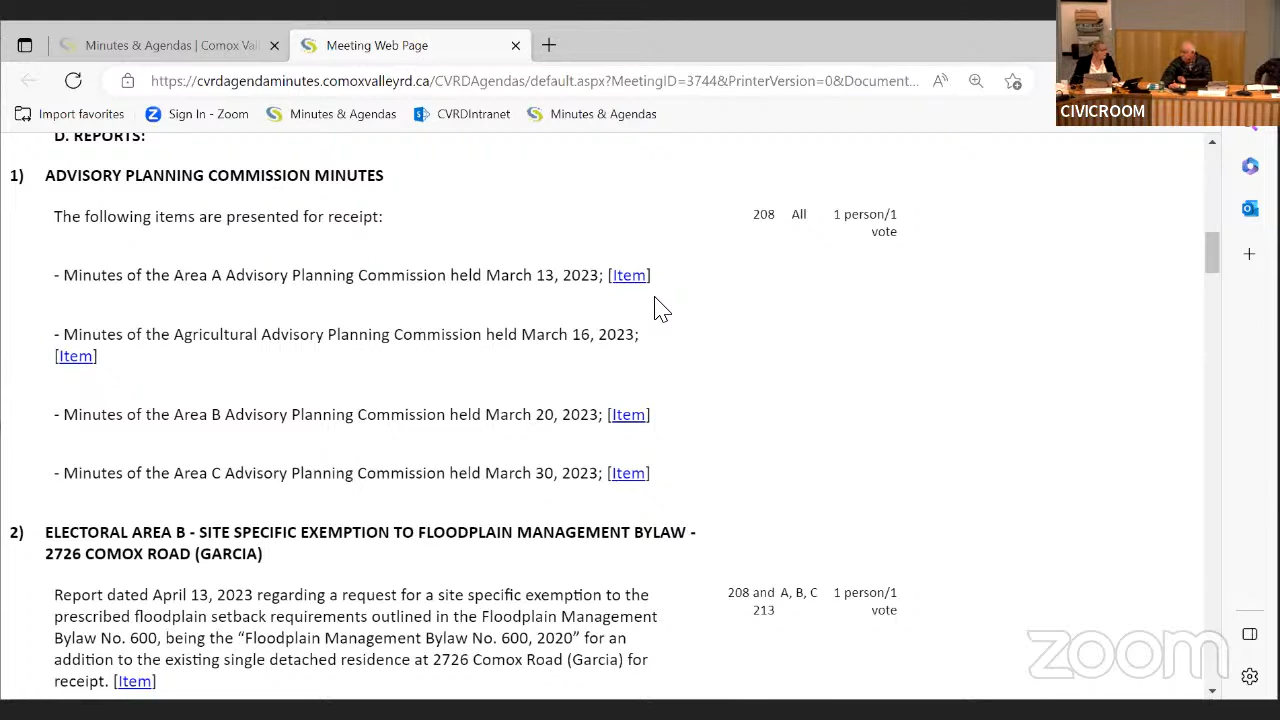 Minutes & Agendas | Comox Vall
Meeting Web Page
https://cvrdagendaminutes.comoxvalleyrd.ca/CVRDAgendas/default.aspx?MeetingID=3744&PrinterVersion=0&Document...
Import favorites
Sign In - Zoom
Minutes & Agendas
CVRDIntranet
Minutes & Agendas
CIVICROOM
D. REPORTS:
1) ADVISORY PLANNING COMMISSION MINUTES
The following items are presented for receipt: 208 All 1 person/1
vote
- Minutes of the Area A Advisory Planning Commission held March 13, 2023; [Item]
- Minutes of the Agricultural Advisory Planning Commission held March 16, 2023;
[Item]
- Minutes of the Area B Advisory Planning Commission held March 20, 2023; [Item]
- Minutes of the Area C Advisory Planning Commission held March 30, 2023; [Item]
2) ELECTORAL AREA B - SITE SPECIFIC EXEMPTION TO FLOODPLAIN MANAGEMENT BYLAW -
2726 COMOX ROAD (GARCIA)
Report dated April 13, 2023 regarding a request for a site specific exemption to the 208 and A, B, C 1 person/1
prescribed floodplain setback requirements outlined in the Floodplain Management 213 vote
Bylaw No. 600, being the “Floodplain Management Bylaw No. 600, 2020” for an
addition to the existing single detached residence at 2726 Comox Road (Garcia) for
receipt. [Item]
zoom